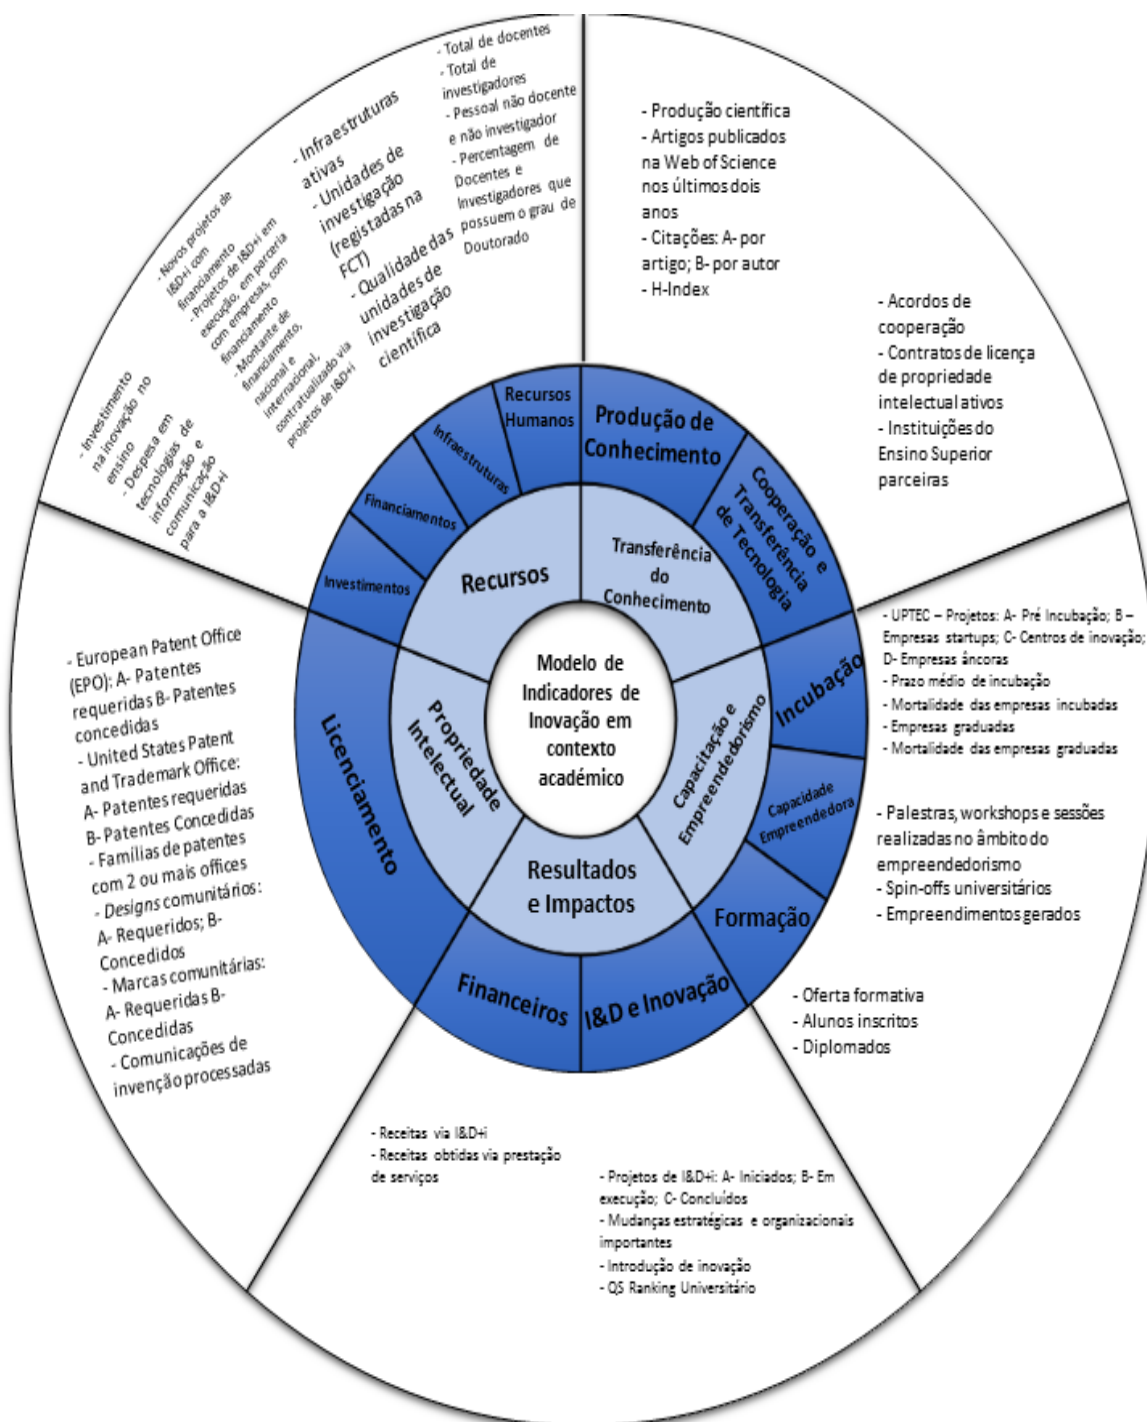 - Total de docentes
- Total de
investigadores
- Pessoal não docente
e não investigador
- Percentagem de
Docentes e
Investigadores que
possuem o grau de
Doutorado
- Infraestruturas
ativas
- Unidades de
investigação
(registadas na
FCT)
- Qualidade das
unidades de
investigação
científica
- Novos projetos de
I&D+i com
financiamento
- Projetos de I&D+i em
execução, em parceria
com empresas, com
financiamento
- Montante de
financiamento,
nacional e
internacional,
contratualizado via
projetos de I&D+i
- Investimento
na inovação no
ensino
- Despesa em
tecnologias de
informação e
comunicação
para a I&D+i
- Produção científica
- Artigos publicados
na Web of Science
nos últimos dois
anos
- Citações: A- por
artigo; B- por autor
- H-Index
- Acordos de
cooperação
- Contratos de licença
de propriedade
intelectual ativos
- Instituições do
Ensino Superior
parceiras
Recursos
Humanos
Infraestruturas
Financiamentos
Investimentos
Produção de
Conhecimento
Cooperação e
Transferência
de Tecnologia
Recursos
Transferência
do
Conhecimento
Modelo de
Indicadores de
Inovação em
contexto
académico
Propriedade
Intelectual
Capacitação e
Empreendedorismo
Resultados
e Impactos
Licenciamento
Incubação
Capacidade
Empreendedora
Formação
Financeiros
I&D e Inovação
- European Patent Office
(EPO): A- Patentes
requeridas B- Patentes
concedidas
- United States Patent
and Trademark Office:
A- Patentes requeridas
B- Patentes Concedidas
- Famílias de patentes
com 2 ou mais offices
- Designs comunitários:
A- Requeridos; B-
Concedidos
- Marcas comunitárias:
A- Requeridas B-
Concedidas
- Comunicações de
invenção processadas
- UPTEC – Projetos: A- Pré Incubação; B –
Empresas startups; C- Centros de inovação;
D- Empresas âncoras
- Prazo médio de incubação
- Mortalidade das empresas incubadas
- Empresas graduadas
- Mortalidade das empresas graduadas
- Palestras, workshops e sessões
realizadas no âmbito do
empreendedorismo
- Spin-offs universitários
- Empreendimentos gerados
- Oferta formativa
- Alunos inscritos
- Diplomados
- Receitas via I&D+i
- Receitas obtidas via prestação
de serviços
- Projetos de I&D+i: A- Iniciados; B- Em
execução; C- Concluídos
- Mudanças estratégicas e organizacionais
importantes
- Introdução de inovação
- QS Ranking Universitário